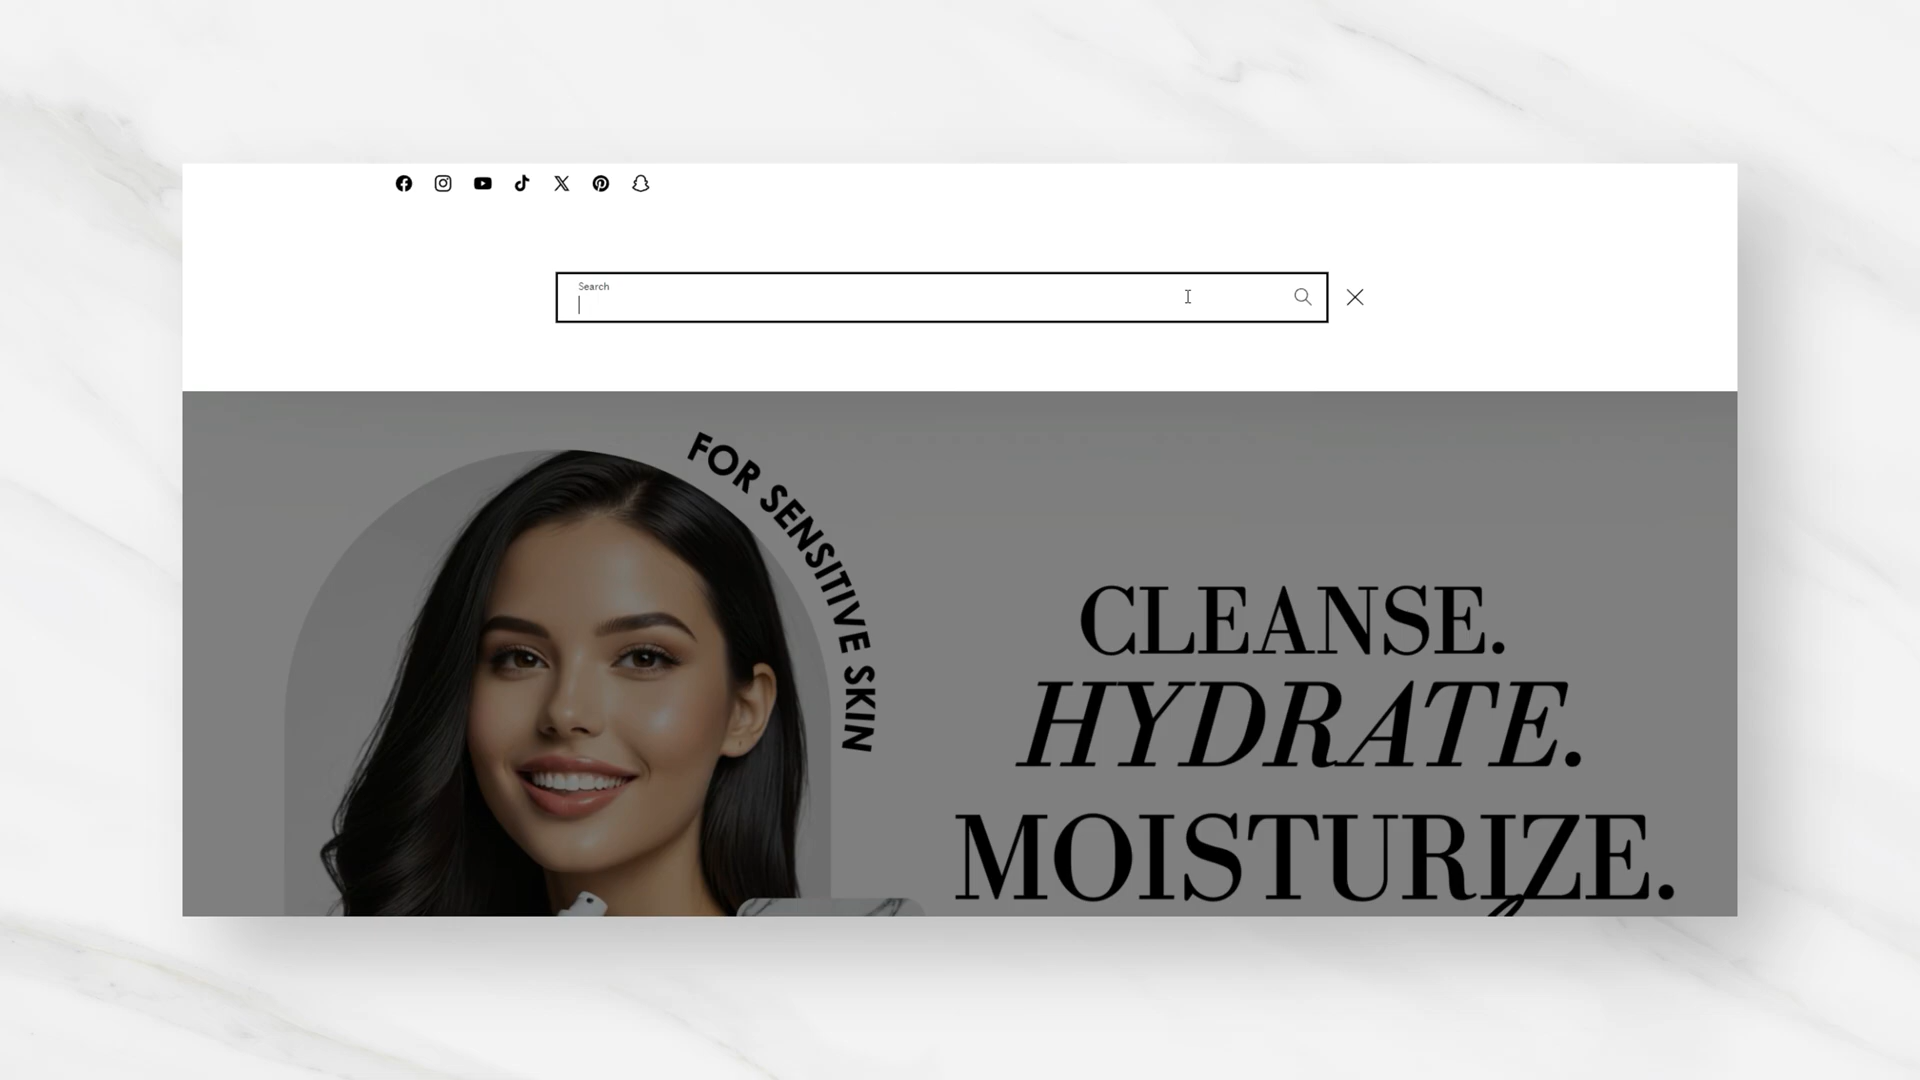 Search
FOR SENSITIVE SKIN
CLEANSE.
HYDRATE.
MOISTURIZE.